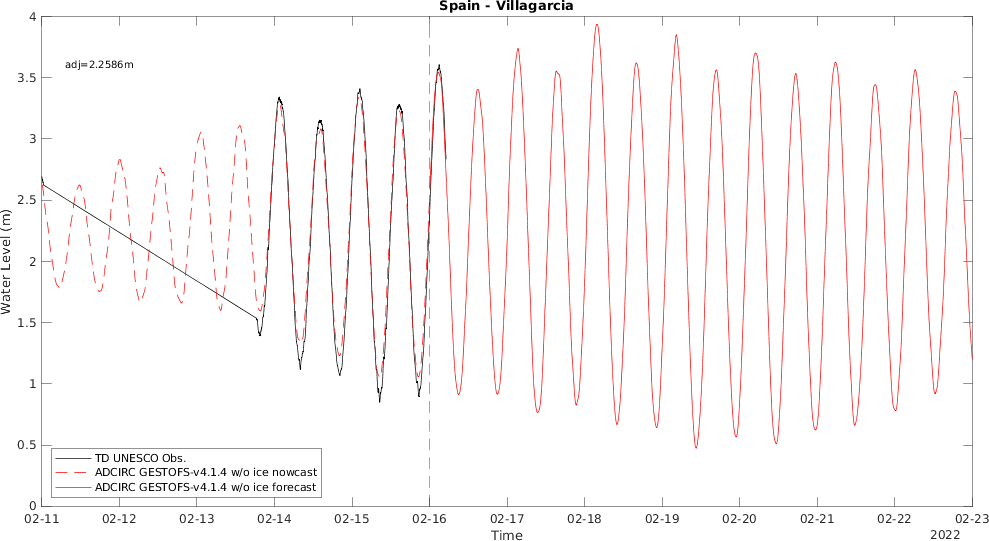 Spain - Villagarcia
adj=2.2586m
4
3.5
3
2.5
2
1.5
1
0.5
0
Water Level (m)
TD UNESCO Obs.
ADCIRC GESTOFS-v4.1.4 w/o ice nowcast
ADCIRC GESTOFS-v4.1.4 w/o ice forecast
02-11 02-12 02-13 02-14 02-15 02-16 02-17 02-18 02-19 02-20 02-21 02-22 02-23
Time
2022